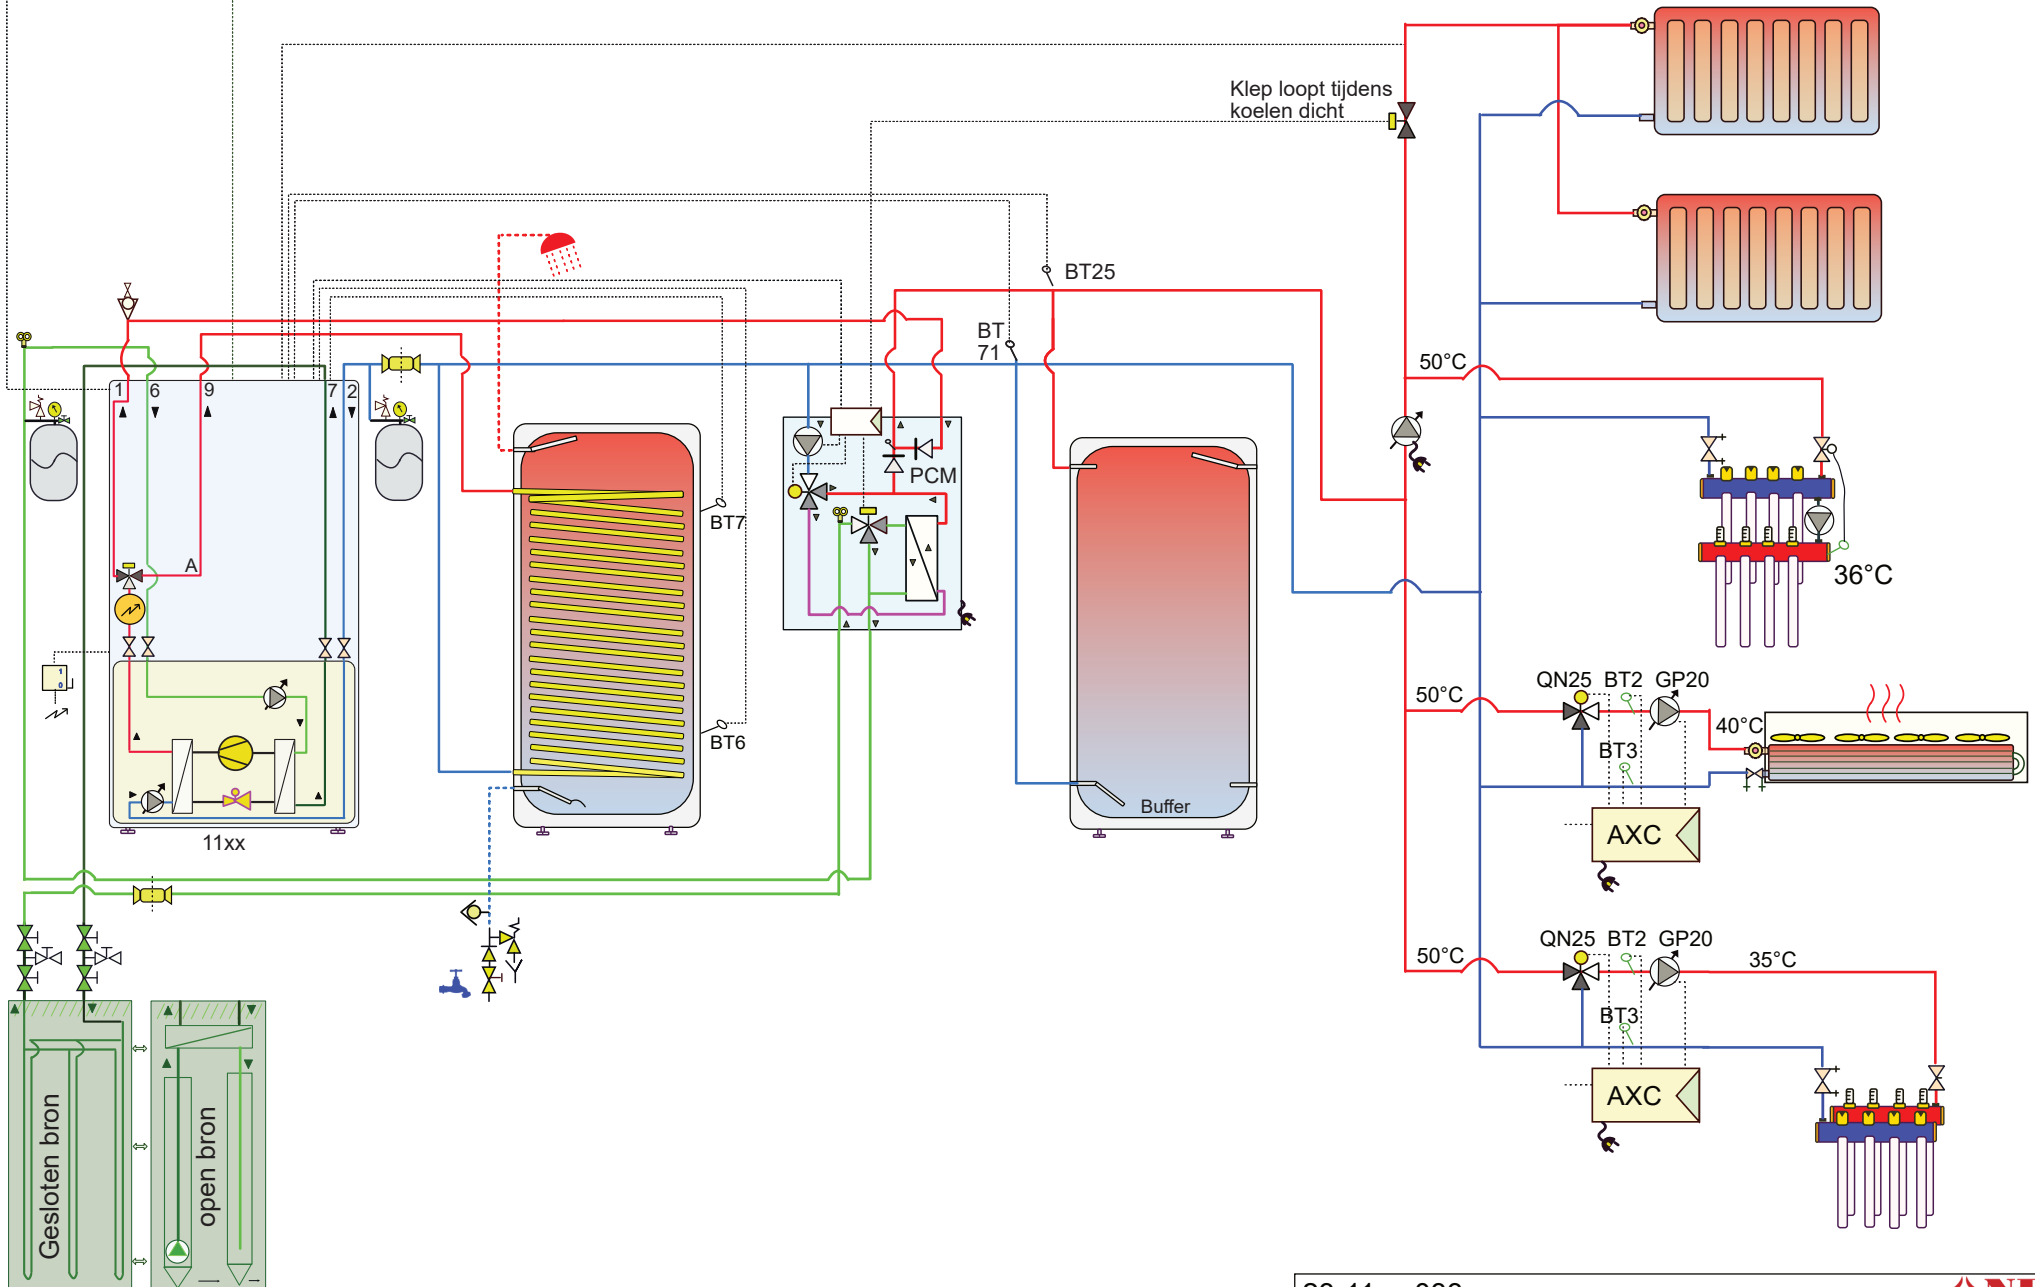 Klep loopt tijdens
koelen dicht
BT25
BT
71
50°C
1
6
9
7
2
PCM
BT7
A
36°C
QN25
BT2
GP20
50°C
40°C
BT6
BT3
Buffer
AXC
11xx
QN25
BT2
GP20
50°C
35°C
BT3
AXC
Gesloten bron
open bron